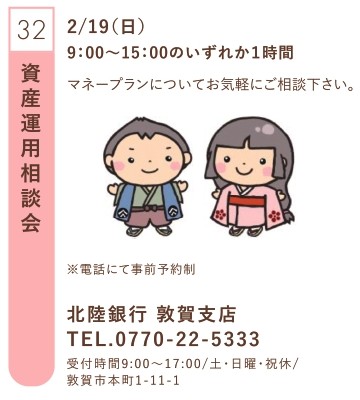 32
資産運用相談会
2/19(日)
9:00〜15:00のいずれか1時間
マネープランについてお気軽にご相談下さい。
※電話にて事前予約制
北陸銀行 敦賀支店
TEL.0770-22-5333
受付時間9:00〜17:00/土・日曜・祝休/
敦賀市本町1-11-1